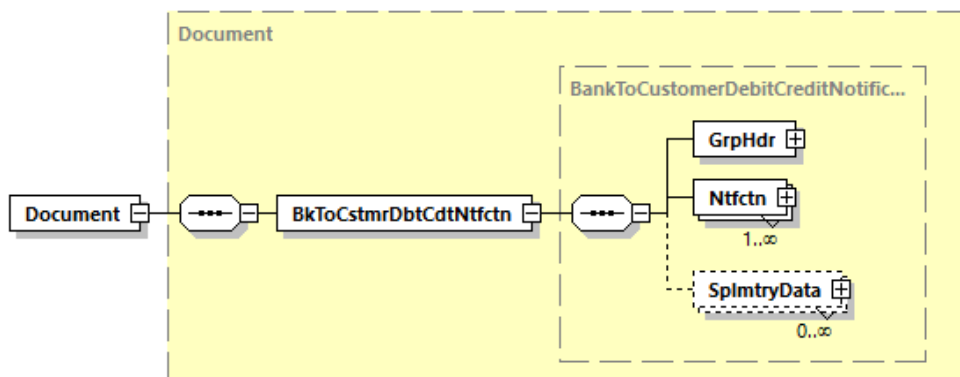 Document
BankToCustomerDebitCreditNotific...
GrpHdr
Document
BkToCstmrDbtCdtNtfctn
Ntfctn
1..∞
SplmtryData
0..∞